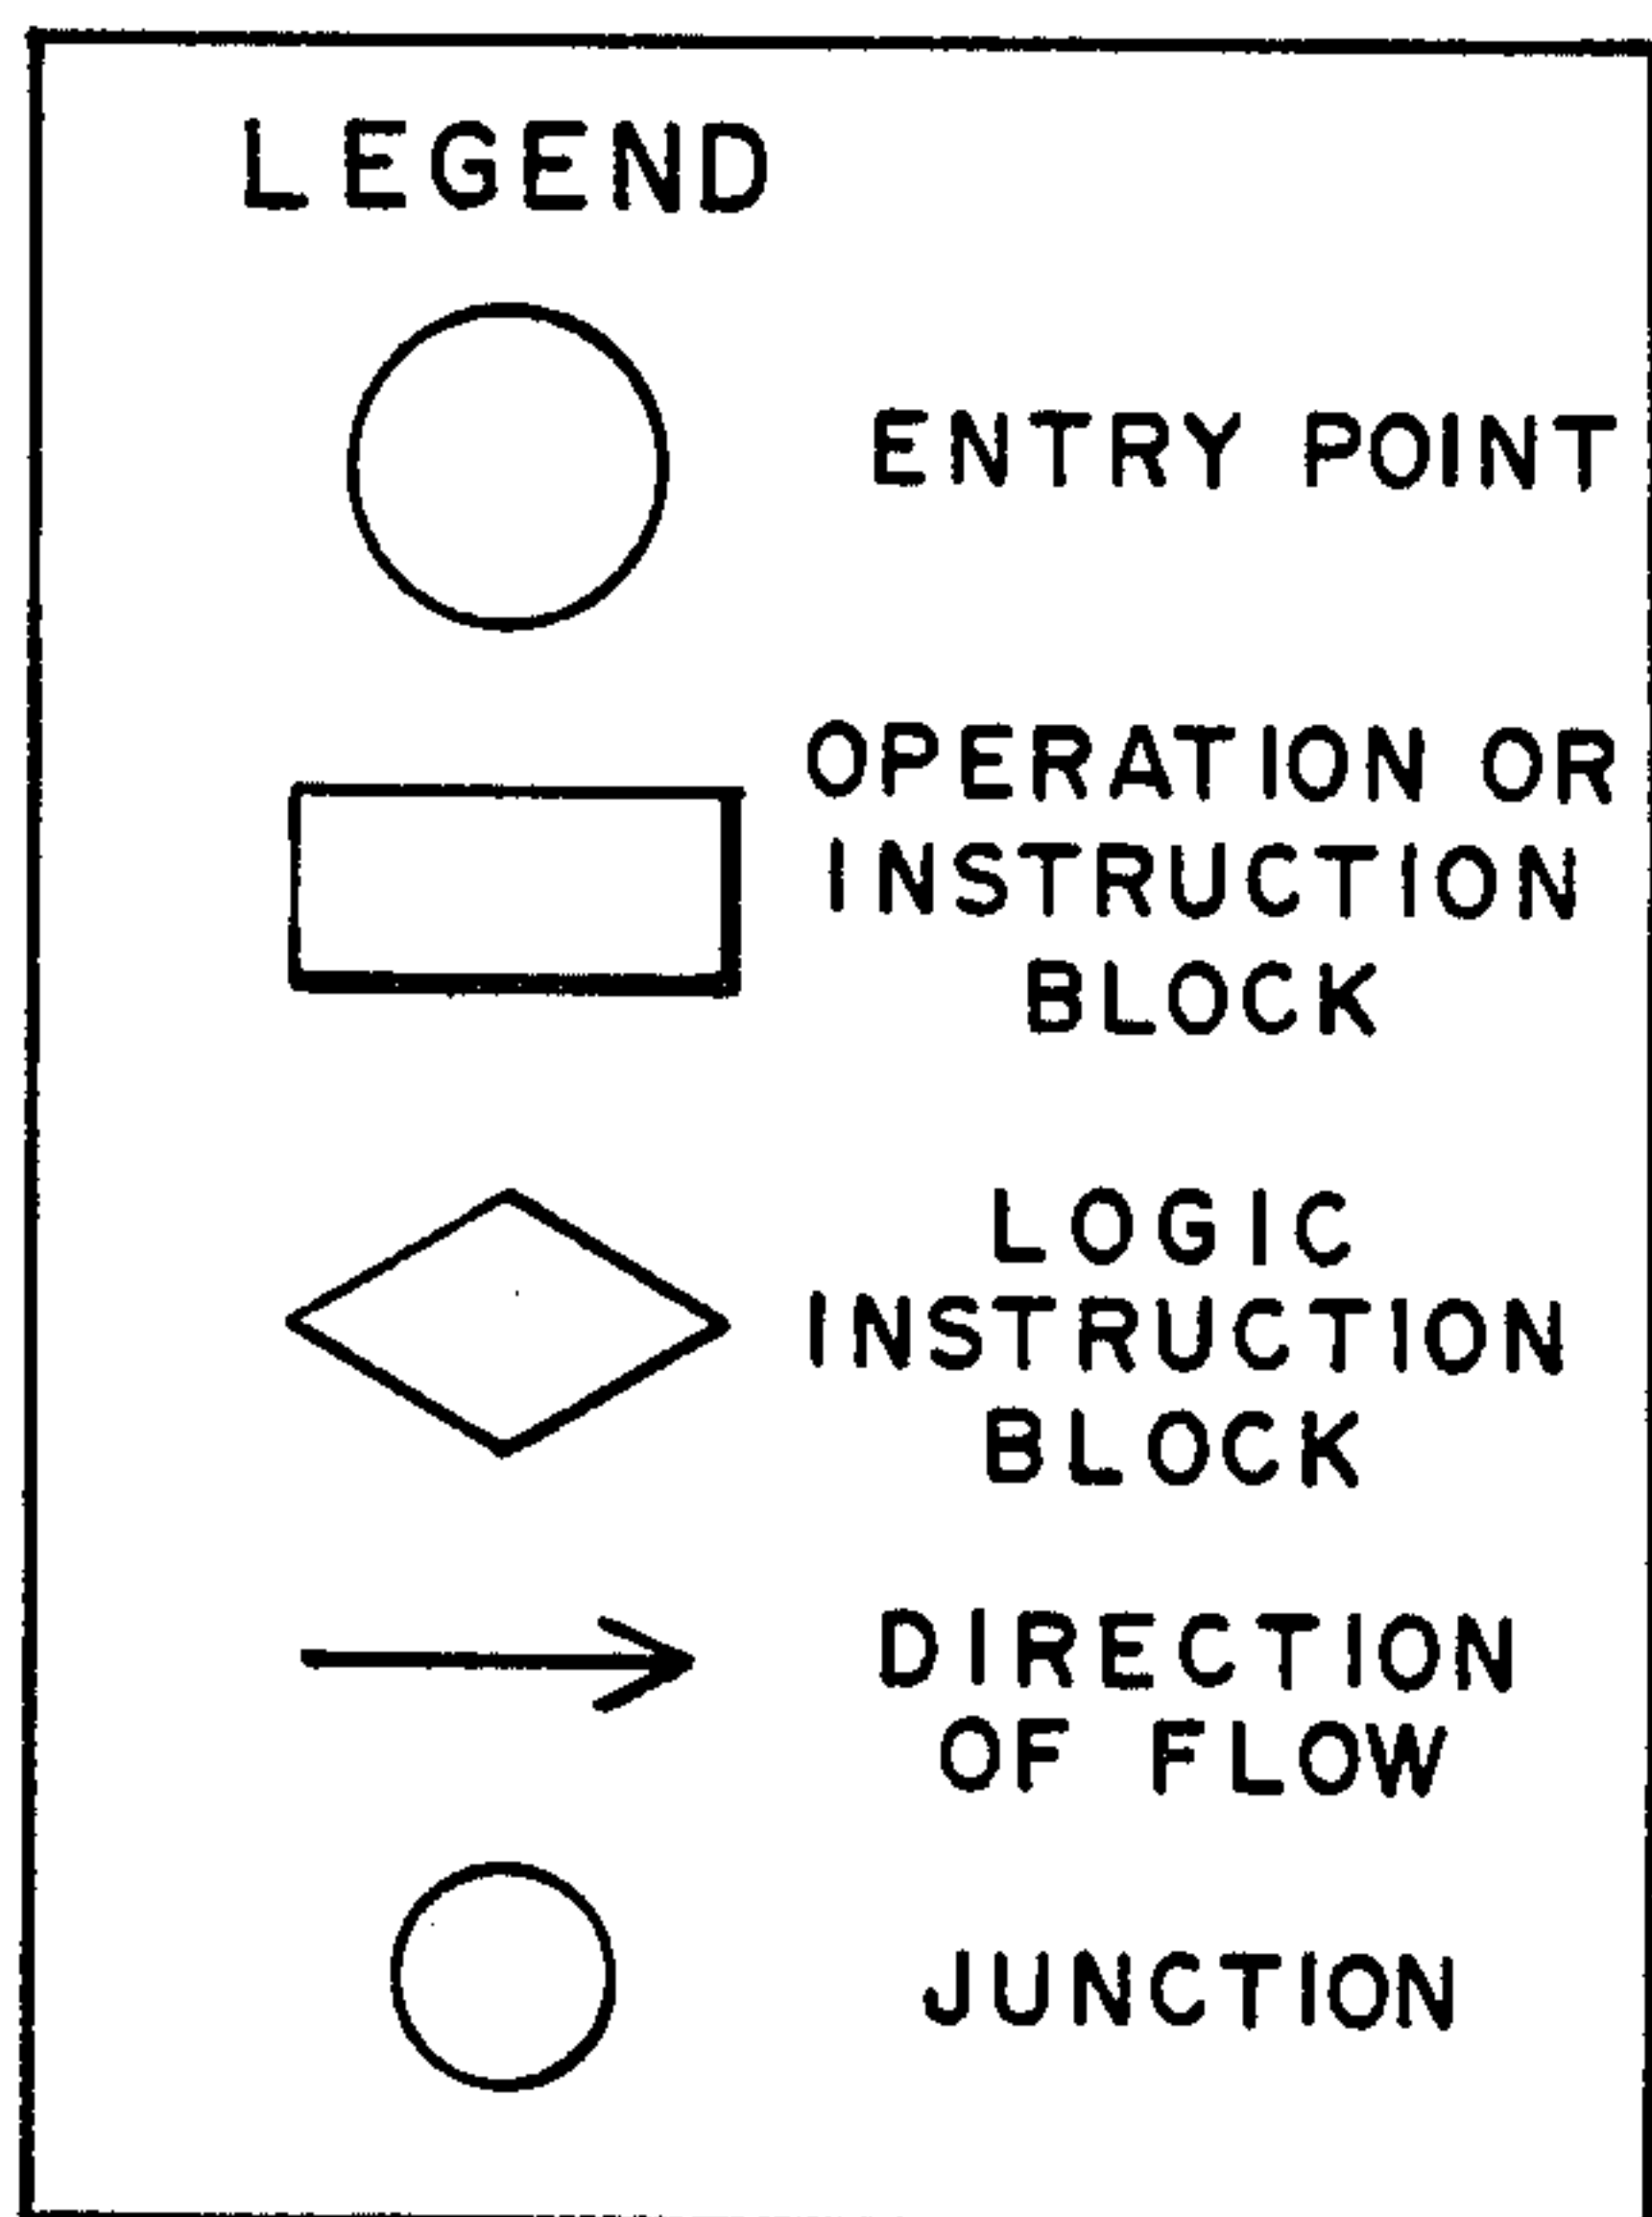 LEGEND
ENTRY POINT
OPERATION OR
INSTRUCTION
BLOCK
LOGIC
INSTRUCTION
BLOCK
DIRECTION
OF FLOW
JUNCTION